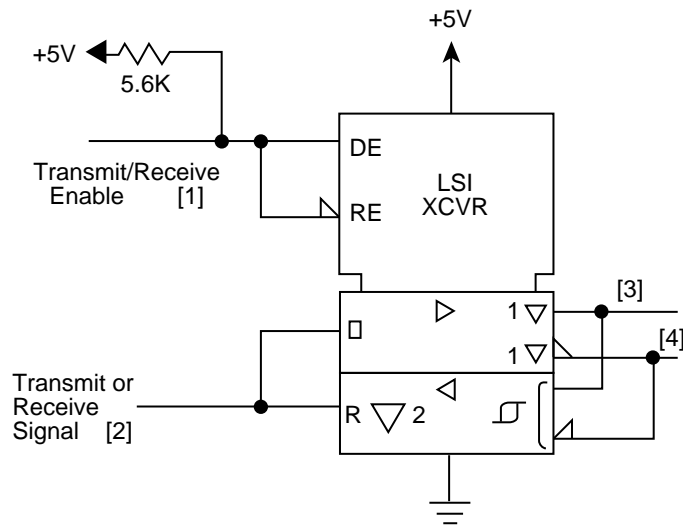 +5V
+5V
5.6K
DE
Transmit/Receive
Enable [1]
RE
LSI
XCVR
[3]
1
[4]
1
Transmit or
Receive
Signal [2]
R
2